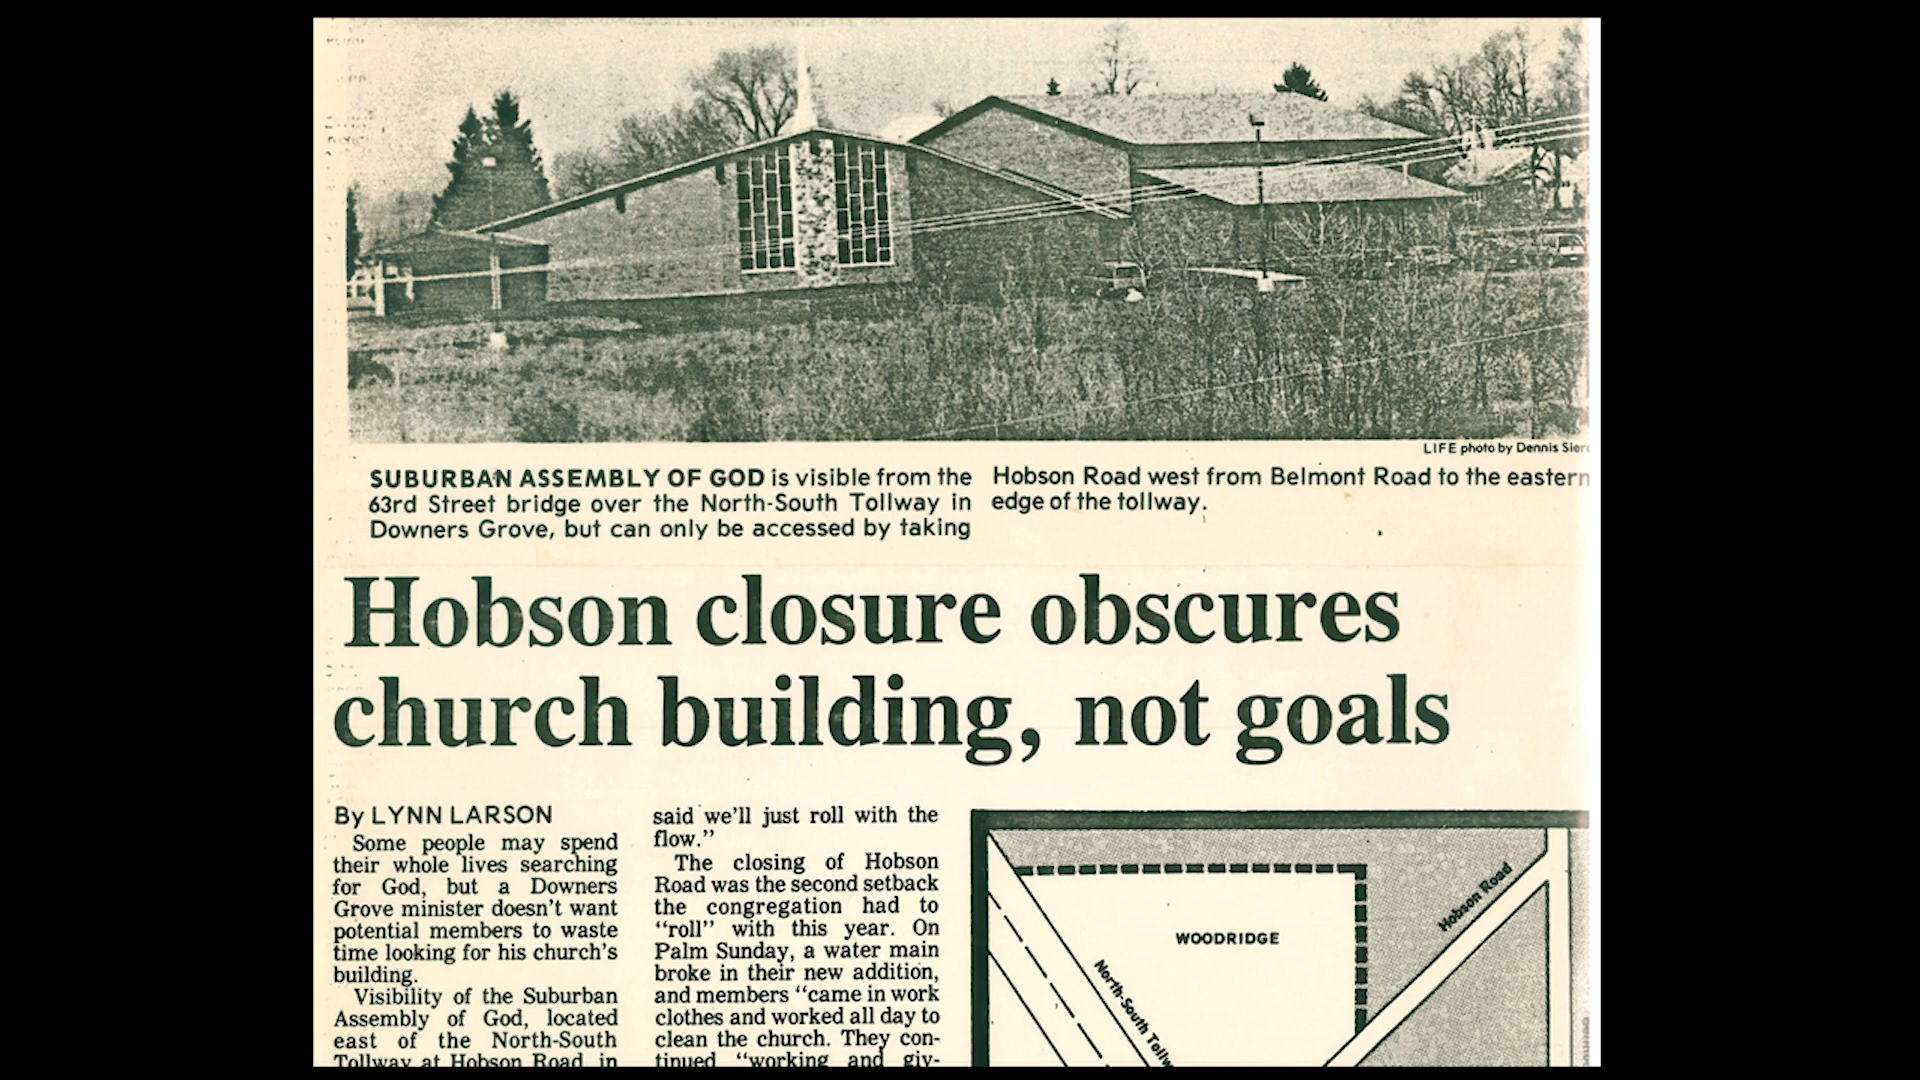 LIFE photo by Dennis
SUBURBAN ASSEMBLY OF GOD is visible from the
63rd Street bridge over the North-South Tollway in
Downers Grove, but can only be accessed by taking
Hobson Road west from Belmont Road to the eastern
edge of the tollway.
Hobson closure obscures
church building, not goals
By LYNN LARSON
Some people may spend
their whole lives searching
for God, but a Downers
Grove minister doesn't want
potential members to waste
time looking for his church's
building.
Visibility of the Suburban
Assembly of God, located
east of the North-South
Tollway at Hobson Road, in
said we'll just roll with the
flow."
The closing of Hobson
Road was the second setback
the congregation had to
"roll" with this year. On
Palm Sunday, a water main
broke in their new addition,
and members "came in work
clothes and worked all day to
clean the church. They con-
tinued "working and giv-
WOODRIDGE
Hobson Road
North-South Tollw